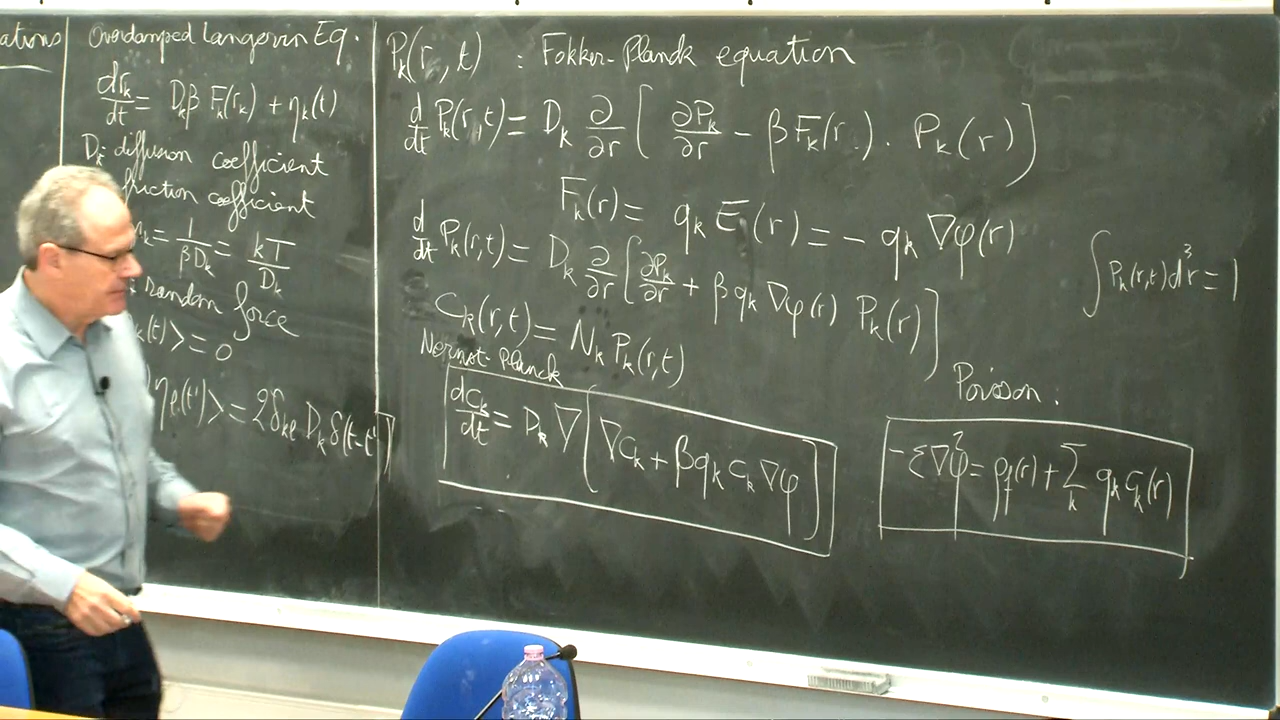 ations
Overdamped Langevin Eq.
dr_k/dt = D_k β F_k(r_k) + η_k(t)
D_k: diffusion coefficient
friction coefficient
= 1/(βD_k) = kT/D_k
: random force
_k(t)> = 0
η_l(t')> = 2δ_kl D_k δ(t-t')
P_k(r,t) : Fokker-Planck equation
d/dt P_k(r,t) = D_k ∂/∂r [ ∂P_k/∂r - β F_k(r). P_k(r) ]
F_k(r) = q_k E(r) = - q_k ∇φ(r)
d/dt P_k(r,t) = D_k ∂/∂r [ ∂P_k/∂r + β q_k ∇φ(r) P_k(r) ]
∫ P_k(r,t) d³r = 1
C_k(r,t) = N_k P_k(r,t)
Nernst-Planck
dc_k/dt = D_k ∇ [ ∇c_k + β q_k c_k ∇φ ]
Poisson :
-ε∇²φ = ρ_f(r) + Σ_k q_k c_k(r)